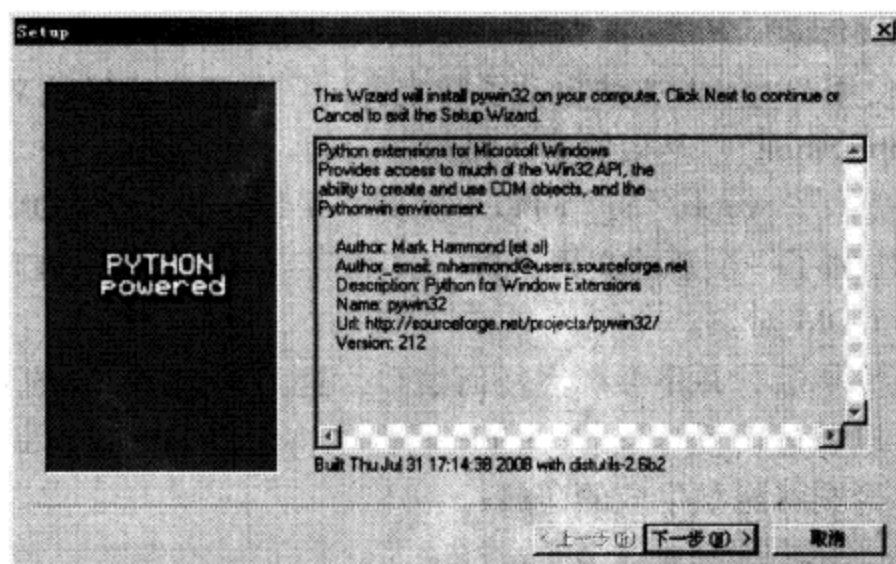 Setup
This Wizard will install pywin32 on your computer. Click Next to continue or
Cancel to exit the Setup Wizard.
Python extensions for Microsoft Windows
Provides access to much of the Win32 API, the
ability to create and use COM objects, and the
Pythonwin environment.
Author: Mark Hammond (et al)
Author_email: mhammond@users.sourceforge.net
Description: Python for Window Extensions
Name: pywin32
Url: http://sourceforge.net/projects/pywin32/
Version: 212
PYTHON
powered
Built Thu Jul 31 17:14:38 2008 with distutils-2.6b2
<上一步(B) 下一步(N) > 取消